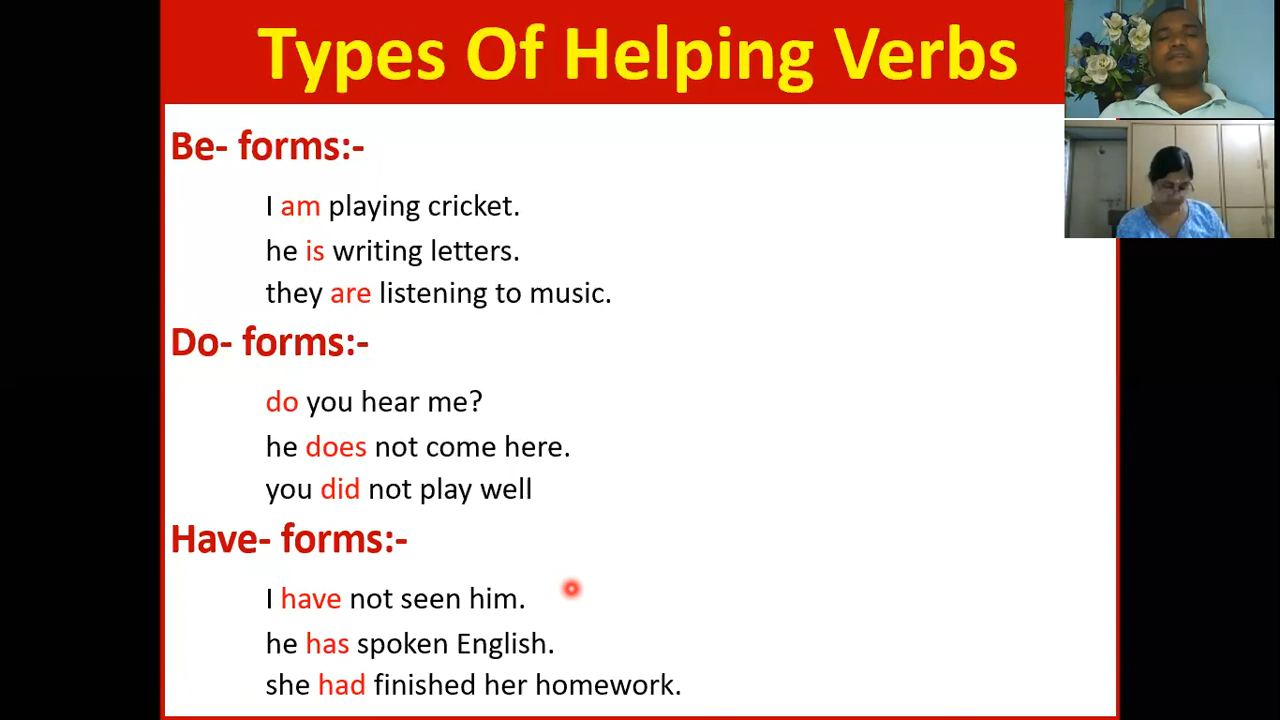 Types Of Helping Verbs
Be- forms:-
I am playing cricket.
he is writing letters.
they are listening to music.
Do- forms:-
do you hear me?
he does not come here.
you did not play well
Have- forms:-
I have not seen him.
he has spoken English.
she had finished her homework.